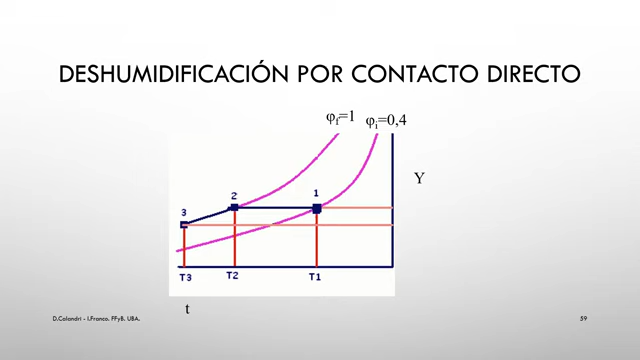 DESHUMIDIFICACIÓN POR CONTACTO DIRECTO
φf=1 φi=0,4
Y
1
2
3
T3 T2 T1
t
D.Calandri - I.Franco. FFyB. UBA. 59